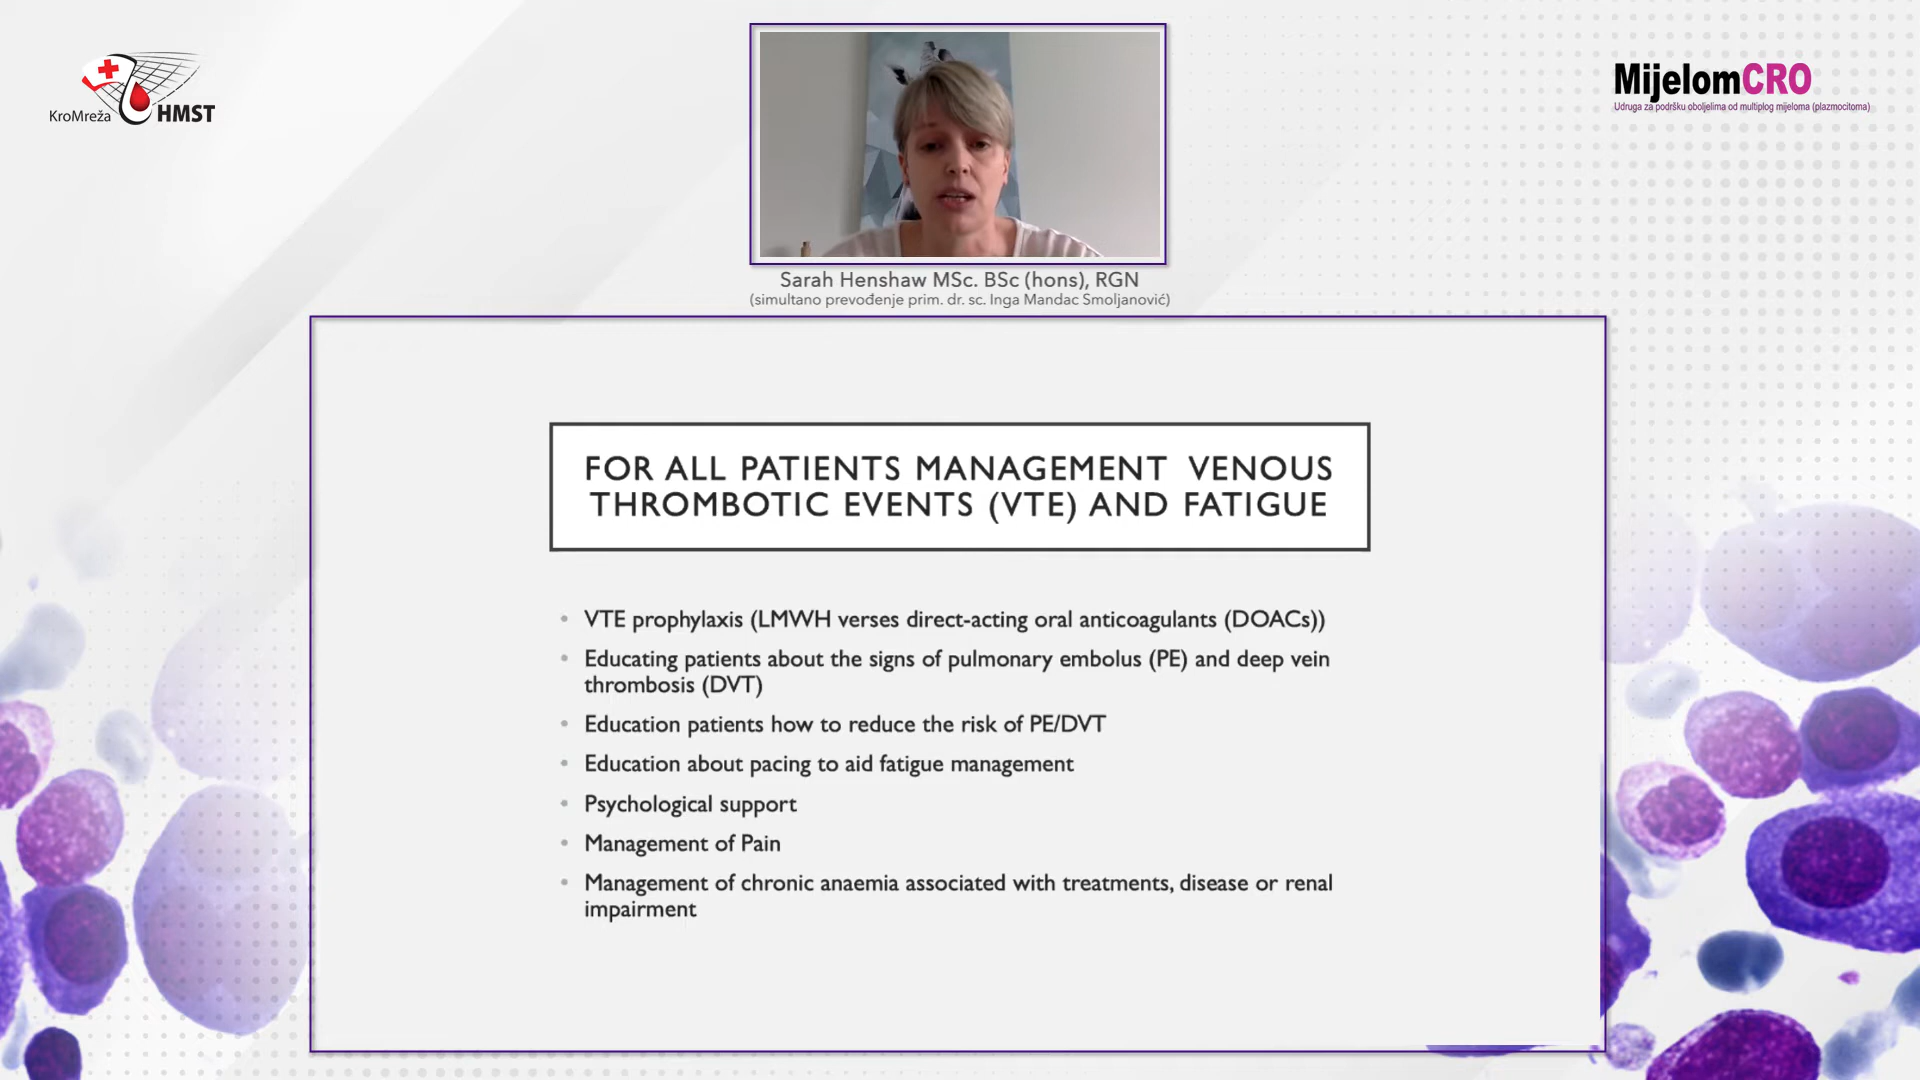 KroMreža HMST
MijelomCRO
Udruga za podršku oboljelima od multiplog mijeloma (plazmocitoma)
Sarah Henshaw MSc. BSc (hons), RGN
(simultano prevođenje prim. dr. sc. Inga Mandac Smoljanović)
FOR ALL PATIENTS MANAGEMENT VENOUS
THROMBOTIC EVENTS (VTE) AND FATIGUE
• VTE prophylaxis (LMWH verses direct-acting oral anticoagulants (DOACs))
• Educating patients about the signs of pulmonary embolus (PE) and deep vein
thrombosis (DVT)
• Education patients how to reduce the risk of PE/DVT
• Education about pacing to aid fatigue management
• Psychological support
• Management of Pain
• Management of chronic anaemia associated with treatments, disease or renal
impairment